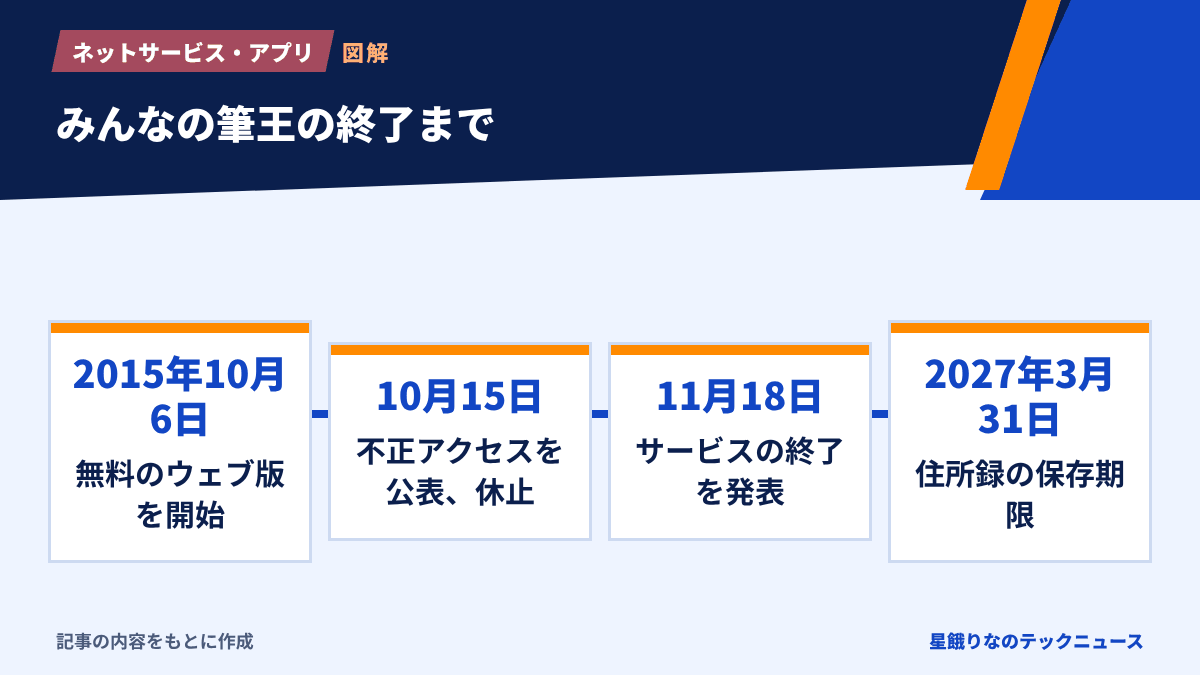 ネットサービス・アプリ 図解
みんなの筆王の終了まで
2015年10月
6日
無料のウェブ版
を開始
10月15日
不正アクセスを
公表、休止
11月18日
サービスの終了
を発表
2027年3月
31日
住所録の保存期
限
記事の内容をもとに作成
星餓りなのテックニュース